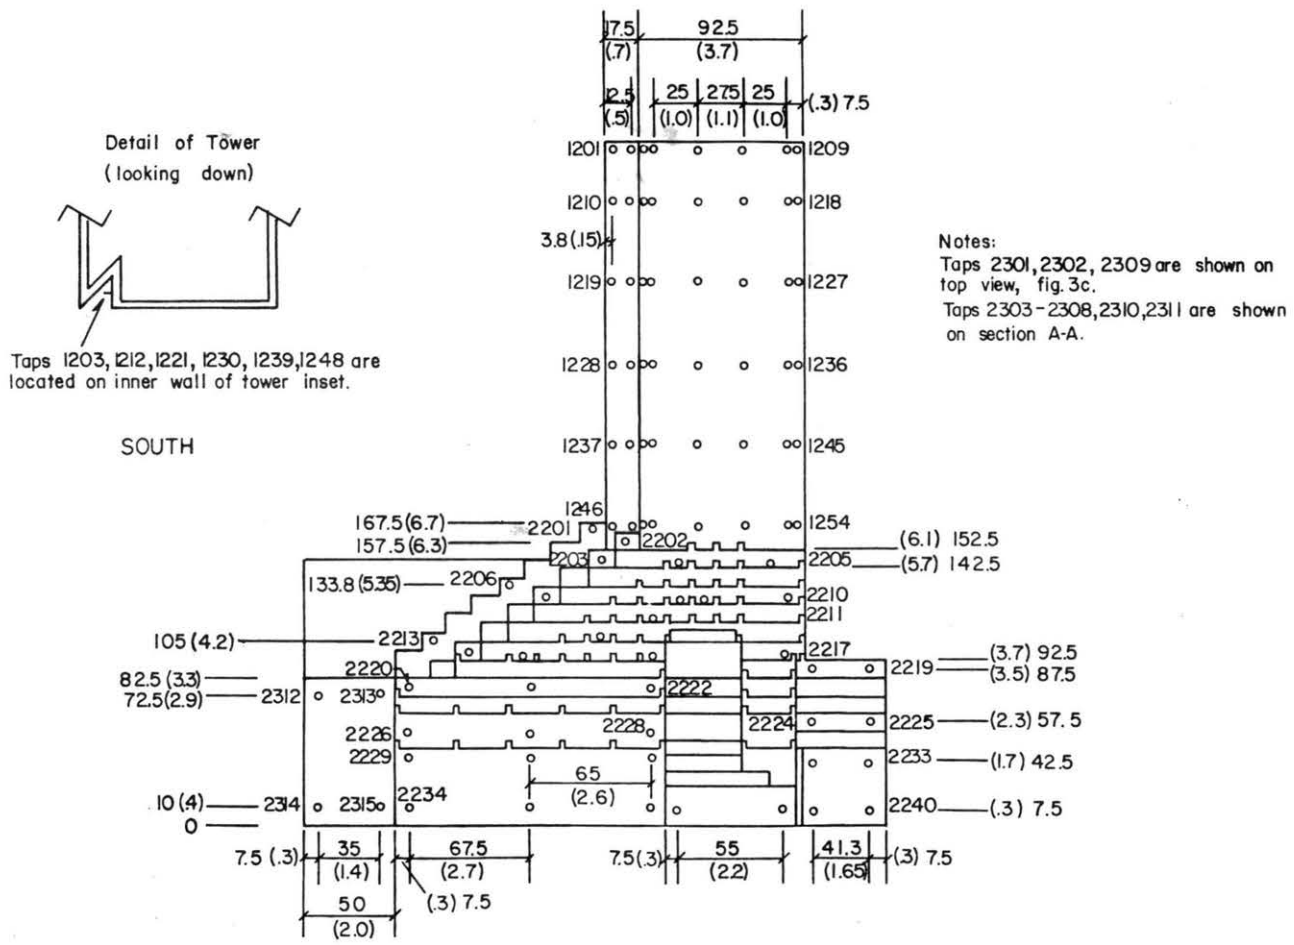 17.5 92.5
(.7) (3.7)
12.5 25 27.5 25 (.3) 7.5
(.5) (1.0) (1.1) (1.0)
Detail of Tower
(looking down)
Taps 1203, 1212, 1221, 1230, 1239, 1248 are
located on inner wall of tower inset.
SOUTH
Notes:
Taps 2301, 2302, 2309 are shown on
top view, fig. 3c.
Taps 2303-2308, 2310, 2311 are shown
on section A-A.
1201 1209
1210 1218
3.8 (.15)
1219 1227
1228 1236
1237 1245
1246
167.5 (6.7) 2201 1254
157.5 (6.3) 2202 (6.1) 152.5
2203 2205 (5.7) 142.5
133.8 (5.35) 2206 2210
2211
105 (4.2) 2213 2217 (3.7) 92.5
2220 2219 (3.5) 87.5
82.5 (3.3)
72.5 (2.9) 2312 2313 2222
2226 2228 2224 2225 (2.3) 57.5
2229 2233 (1.7) 42.5
65
(2.6)
10 (4) 2314 2315 2234 2240 (.3) 7.5
0
7.5 (.3) 35 67.5 7.5 (.3) 55 41.3 (.3) 7.5
(1.4) (2.7) (2.2) (1.65)
(.3) 7.5
50
(2.0)